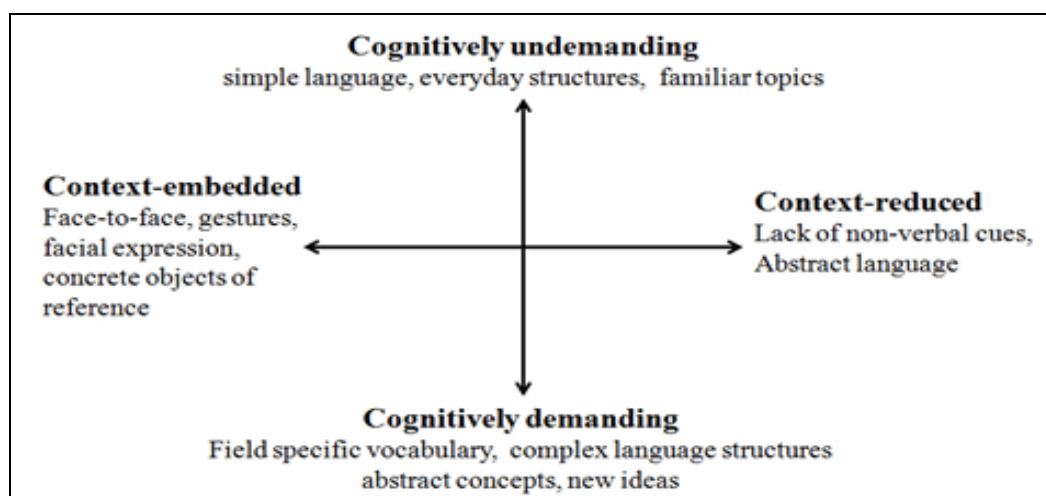 Cognitively undemanding
simple language, everyday structures, familiar topics
Context-embedded
Face-to-face, gestures,
facial expression,
concrete objects of
reference
Context-reduced
Lack of non-verbal cues,
Abstract language
Cognitively demanding
Field specific vocabulary, complex language structures
abstract concepts, new ideas